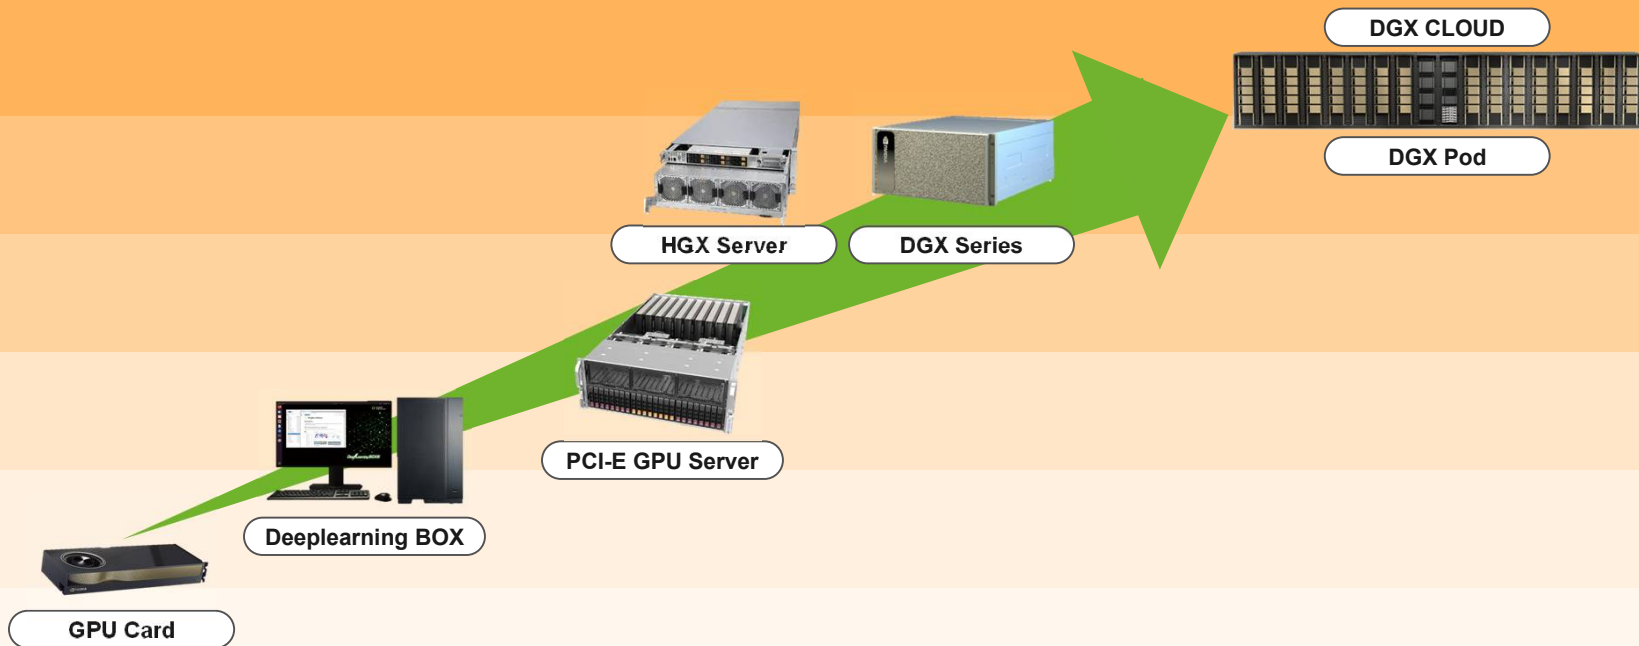 DGX CLOUD
DGX Pod
HGX Server
DGX Series
PCI-E GPU Server
Deeplearning BOX
GPU Card